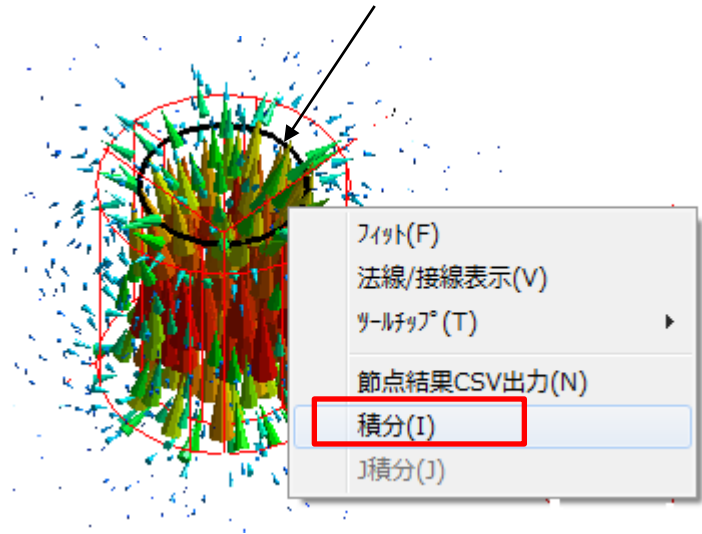 ﾌｨｯﾄ(F)
法線/接線表示(V)
ﾂｰﾙﾁｯﾌﾟ(T)
節点結果CSV出力(N)
積分(I)
J積分(J)